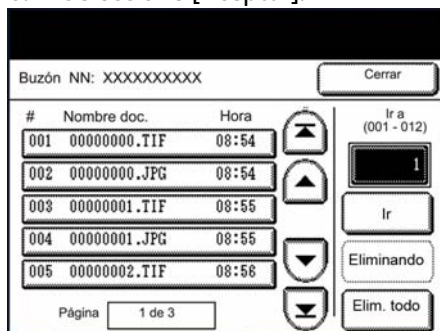 Buzón NN: XXXXXXXXXX
Cerrar
# Nombre doc. Hora
001 00000000.TIF 08:54
002 00000000.JPG 08:54
003 00000001.TIF 08:55
004 00000001.JPG 08:55
005 00000002.TIF 08:56
Página 1 de 3
Ir a
(001 - 012)
1
Ir
Eliminando
Elim. todo